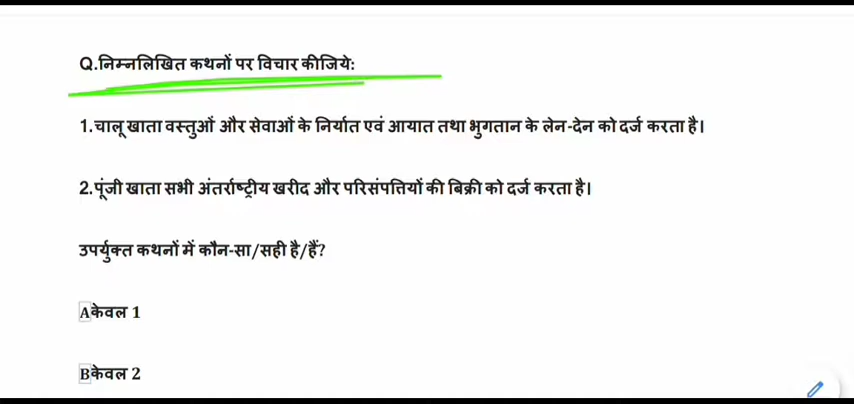 Q.निम्नलिखित कथनों पर विचार कीजिये:
1.चालू खाता वस्तुओं और सेवाओं के निर्यात एवं आयात तथा भुगतान के लेन-देन को दर्ज करता है।
2.पूंजी खाता सभी अंतर्राष्ट्रीय खरीद और परिसंपत्तियों की बिक्री को दर्ज करता है।
उपर्युक्त कथनों में कौन-सा/सही है/हैं?
Aकेवल 1
Bकेवल 2